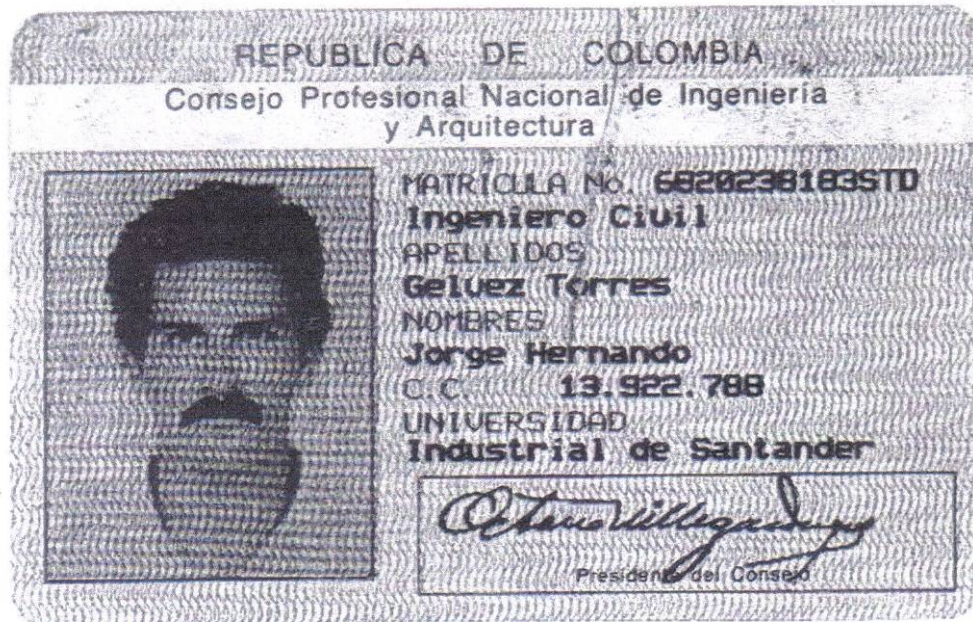 REPUBLICA DE COLOMBIA
Consejo Profesional Nacional de Ingenieria
y Arquitectura
MATRICULA No. 6820238183STD
Ingeniero Civil
APELLIDOS
Gelvez Torres
NOMBRES
Jorge Hernando
C.C. 13.922.788
UNIVERSIDAD
Industrial de Santander
Presidente del Consejo